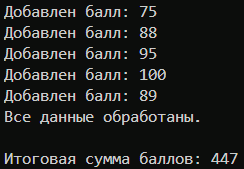 Добавлен балл: 75
Добавлен балл: 88
Добавлен балл: 95
Добавлен балл: 100
Добавлен балл: 89
Все данные обработаны.
Итоговая сумма баллов: 447